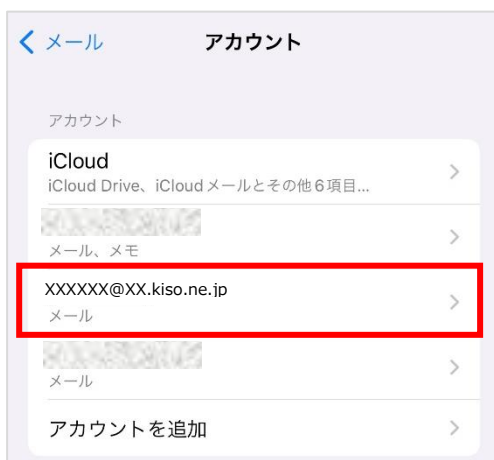 メール
アカウント
アカウント
iCloud
iCloud Drive、iCloudメールとその他6項目...
メール、メモ
XXXXXX@XX.kiso.ne.jp
メール
メール
アカウントを追加